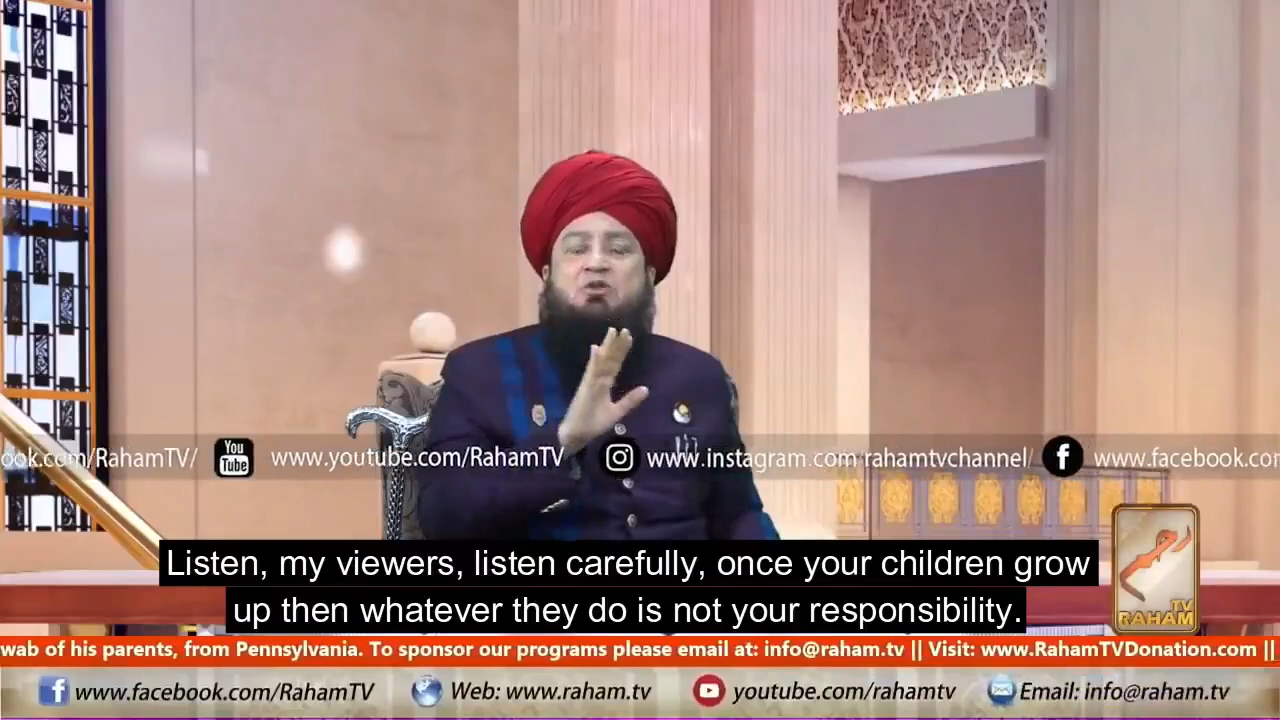 ook.com/RahamTV/ You Tube www.youtube.com/RahamTV www.instagram.com rahamtvchannel/ www.facebook.com
Listen, my viewers, listen carefully, once your children grow
up then whatever they do is not your responsibility.
TV
RAHAM
wab of his parents, from Pennsylvania. To sponsor our programs please email at: info@raham.tv || Visit: www.RahamTVDonation.com ||
www.facebook.com/RahamTV Web: www.raham.tv youtube.com/rahamtv Email: info@raham.tv